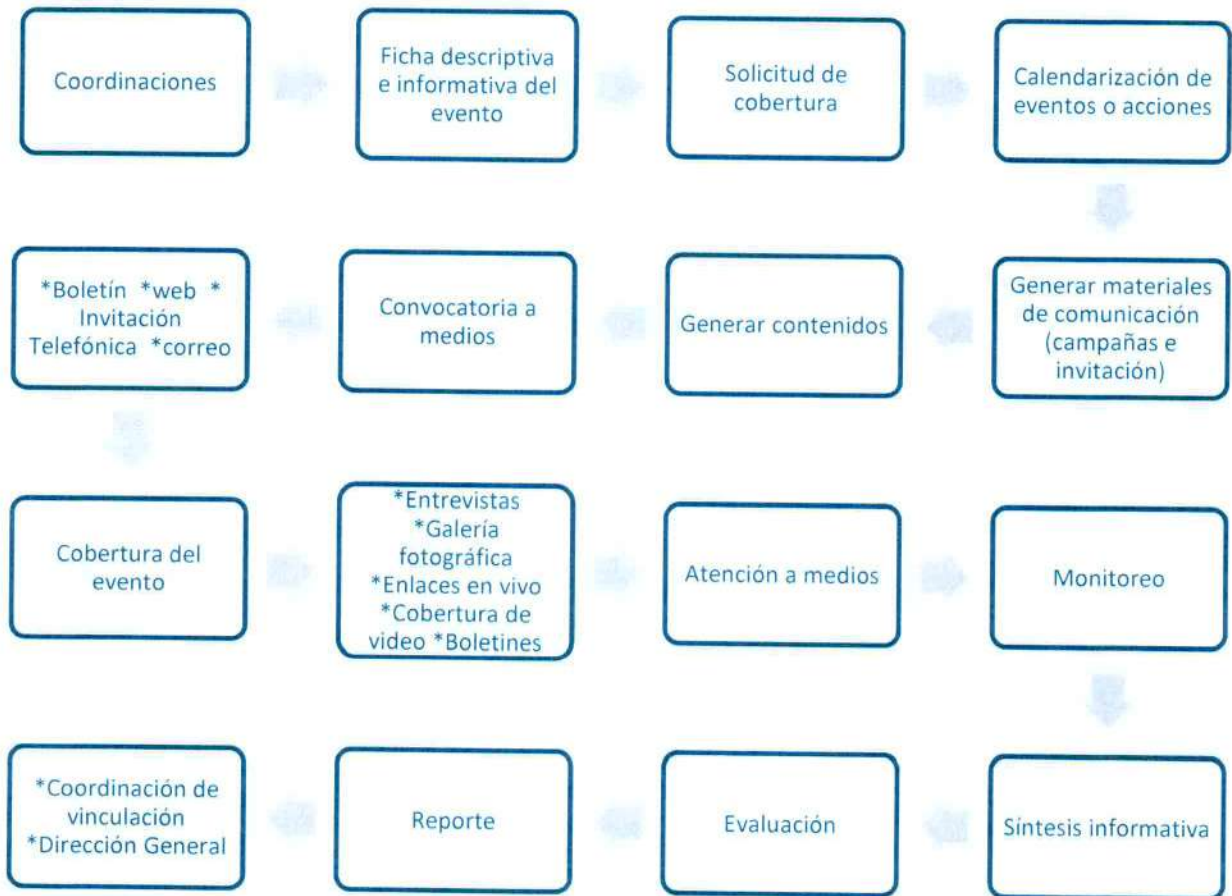 Coordinaciones
Ficha descriptiva
e informativa del
evento
Solicitud de
cobertura
Calendarización de
eventos o acciones
Generar materiales
de comunicación
(campañas e
invitación)
Generar contenidos
Convocatoria a
medios
*Boletín *web *
Invitación
Telefónica *correo
Cobertura del
evento
*Entrevistas
*Galería
fotográfica
*Enlaces en vivo
*Cobertura de
video *Boletines
Atención a medios
Monitoreo
Síntesis informativa
Evaluación
Reporte
*Coordinación de
vinculación
*Dirección General